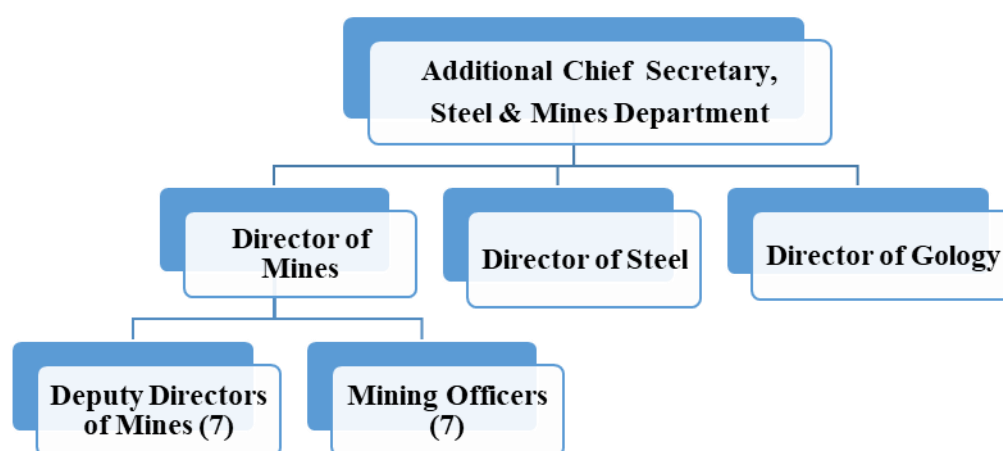 Additional Chief Secretary,
Steel & Mines Department
Director of
Mines
Director of Steel
Director of Gology
Deputy Directors
of Mines (7)
Mining Officers
(7)